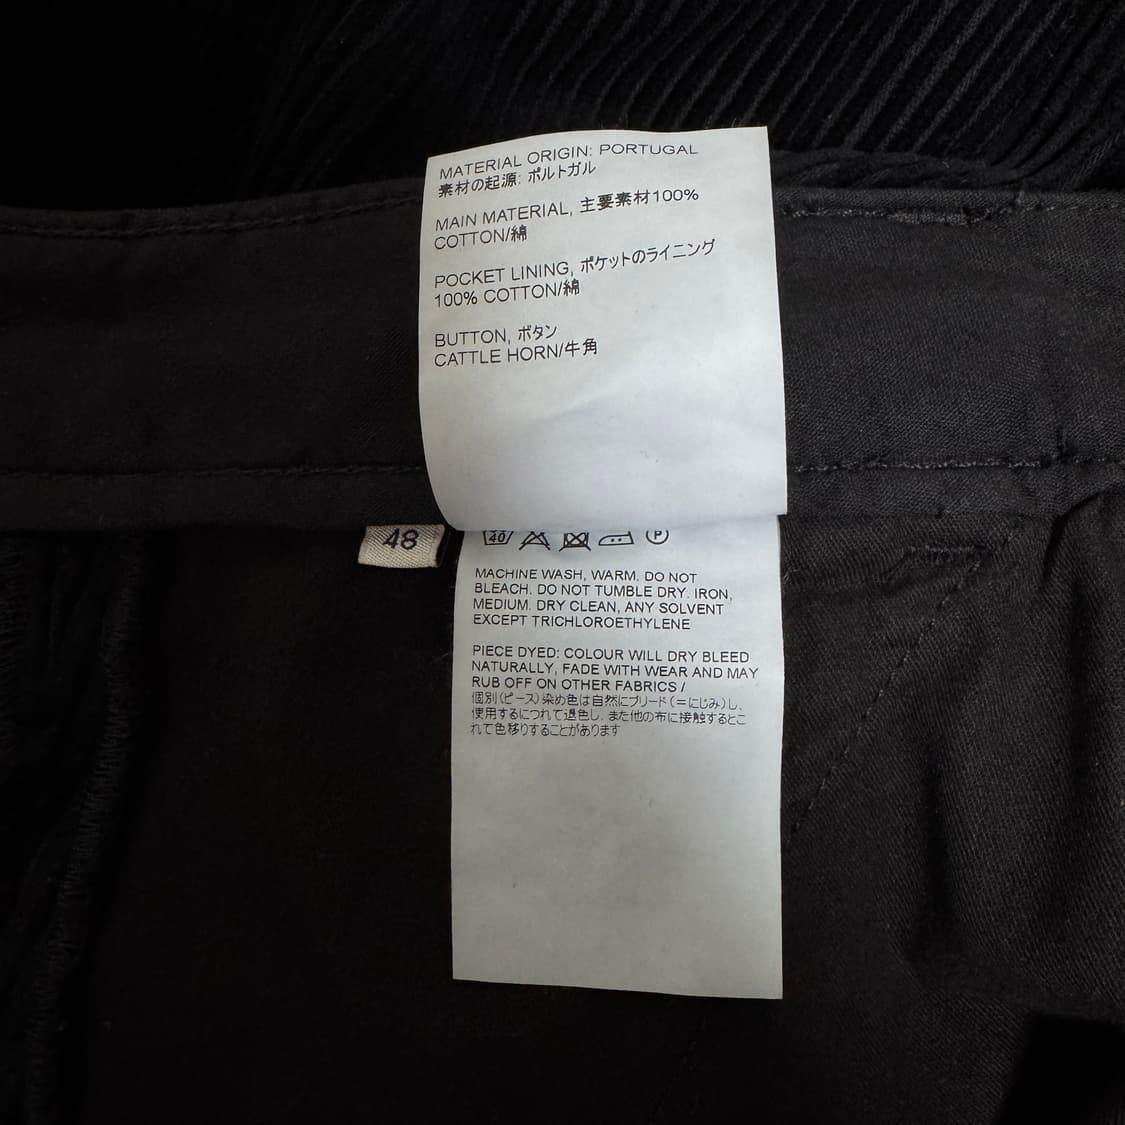 MATERIAL ORIGIN: PORTUGAL
素材の起源: ポルトガル
MAIN MATERIAL, 主要素材100%
COTTON/綿
POCKET LINING, ポケットのライニング
100% COTTON/綿
BUTTON, ボタン
CATTLE HORN/牛角
48
40
P
MACHINE WASH, WARM. DO NOT
BLEACH. DO NOT TUMBLE DRY. IRON,
MEDIUM. DRY CLEAN, ANY SOLVENT
EXCEPT TRICHLOROETHYLENE
PIECE DYED: COLOUR WILL DRY BLEED
NATURALLY, FADE WITH WEAR AND MAY
RUB OFF ON OTHER FABRICS /
個別(ピース)染め色は自然にブリード(=にじみ)し、
使用するにつれて退色し、また他の布に接触するとこ
れて色移りすることがあります